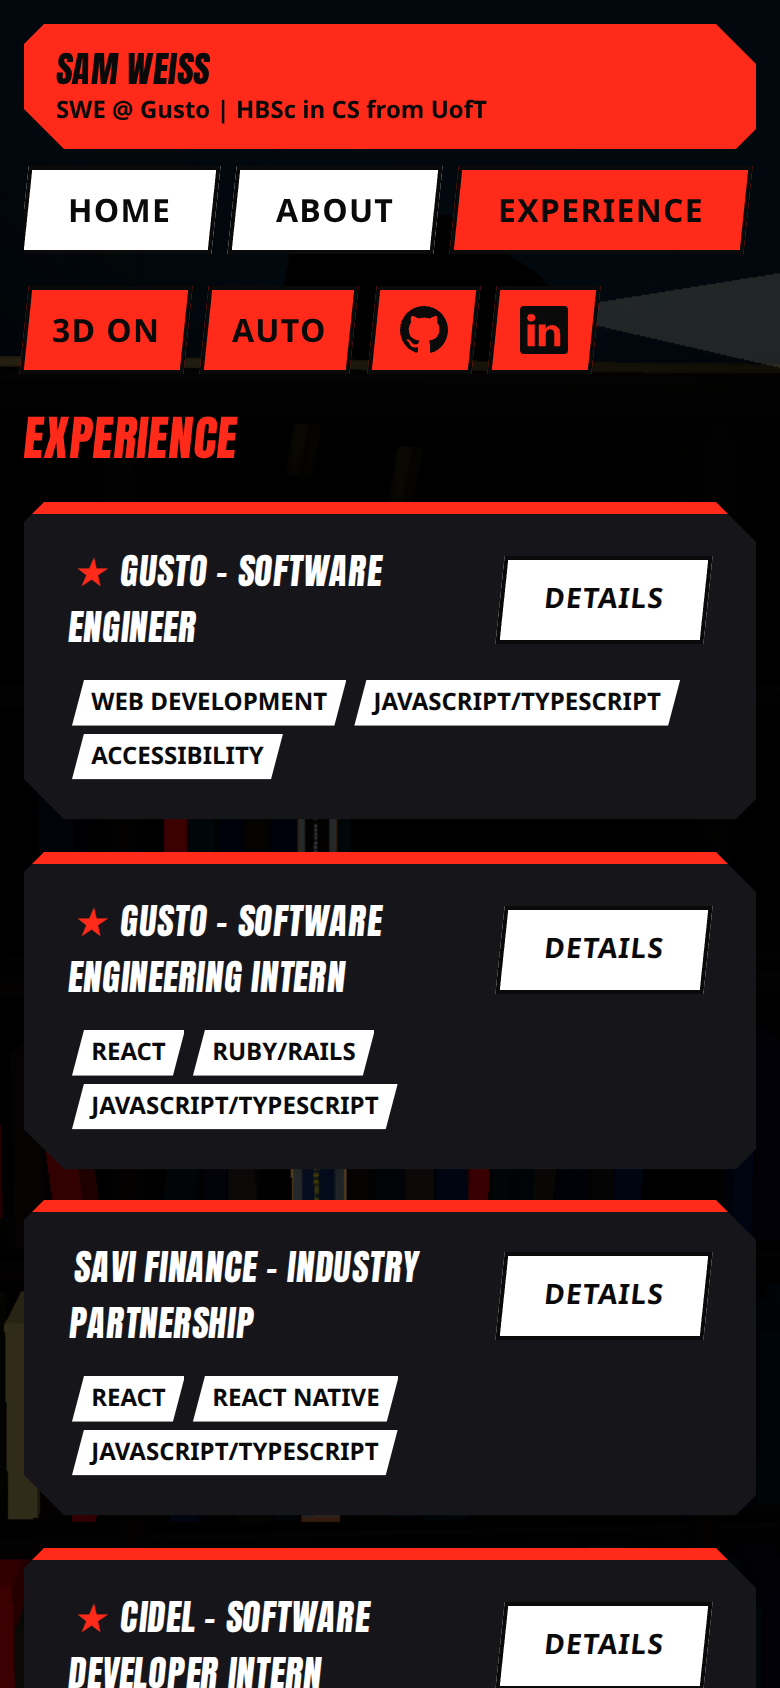 SAM WEISS
SWE @ Gusto | HBSc in CS from UofT
HOME ABOUT EXPERIENCE
3D ON AUTO in
EXPERIENCE
★ GUSTO - SOFTWARE
ENGINEER
DETAILS
WEB DEVELOPMENT JAVASCRIPT/TYPESCRIPT
ACCESSIBILITY
★ GUSTO - SOFTWARE
ENGINEERING INTERN
DETAILS
REACT RUBY/RAILS
JAVASCRIPT/TYPESCRIPT
SAVI FINANCE - INDUSTRY
PARTNERSHIP
DETAILS
REACT REACT NATIVE
JAVASCRIPT/TYPESCRIPT
★ CIDEL - SOFTWARE
DEVELOPER INTERN
DETAILS